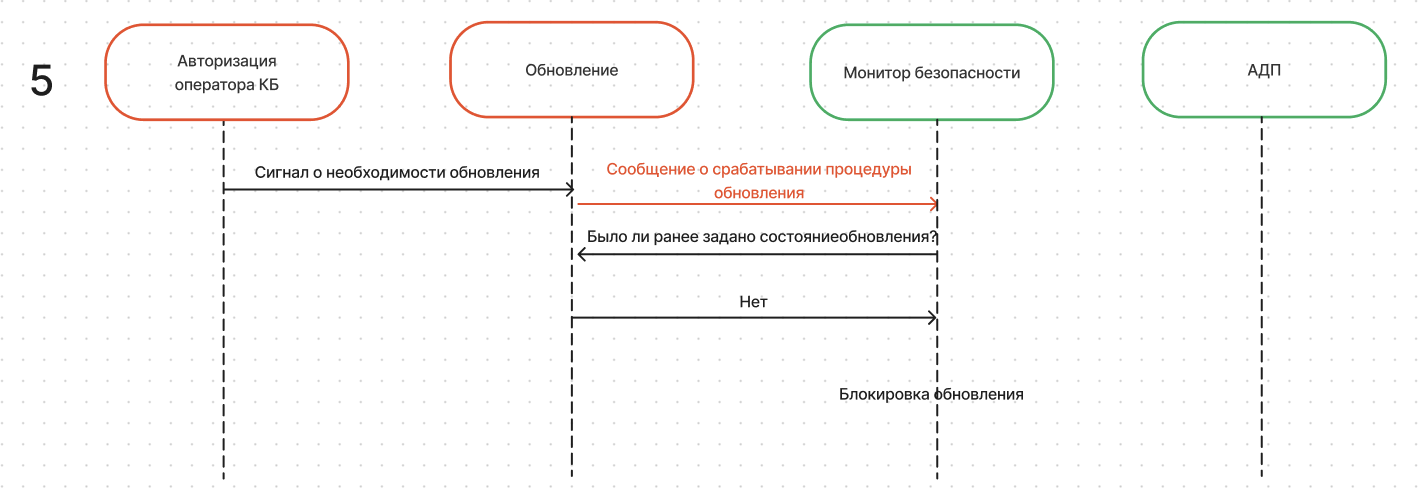 5
Авторизация
оператора КБ
Обновление
Монитор безопасности
АДП
Сигнал о необходимости обновления
Сообщение о срабатывании процедуры
обновления
Было ли ранее задано состояниеобновления?
Нет
Блокировка обновления